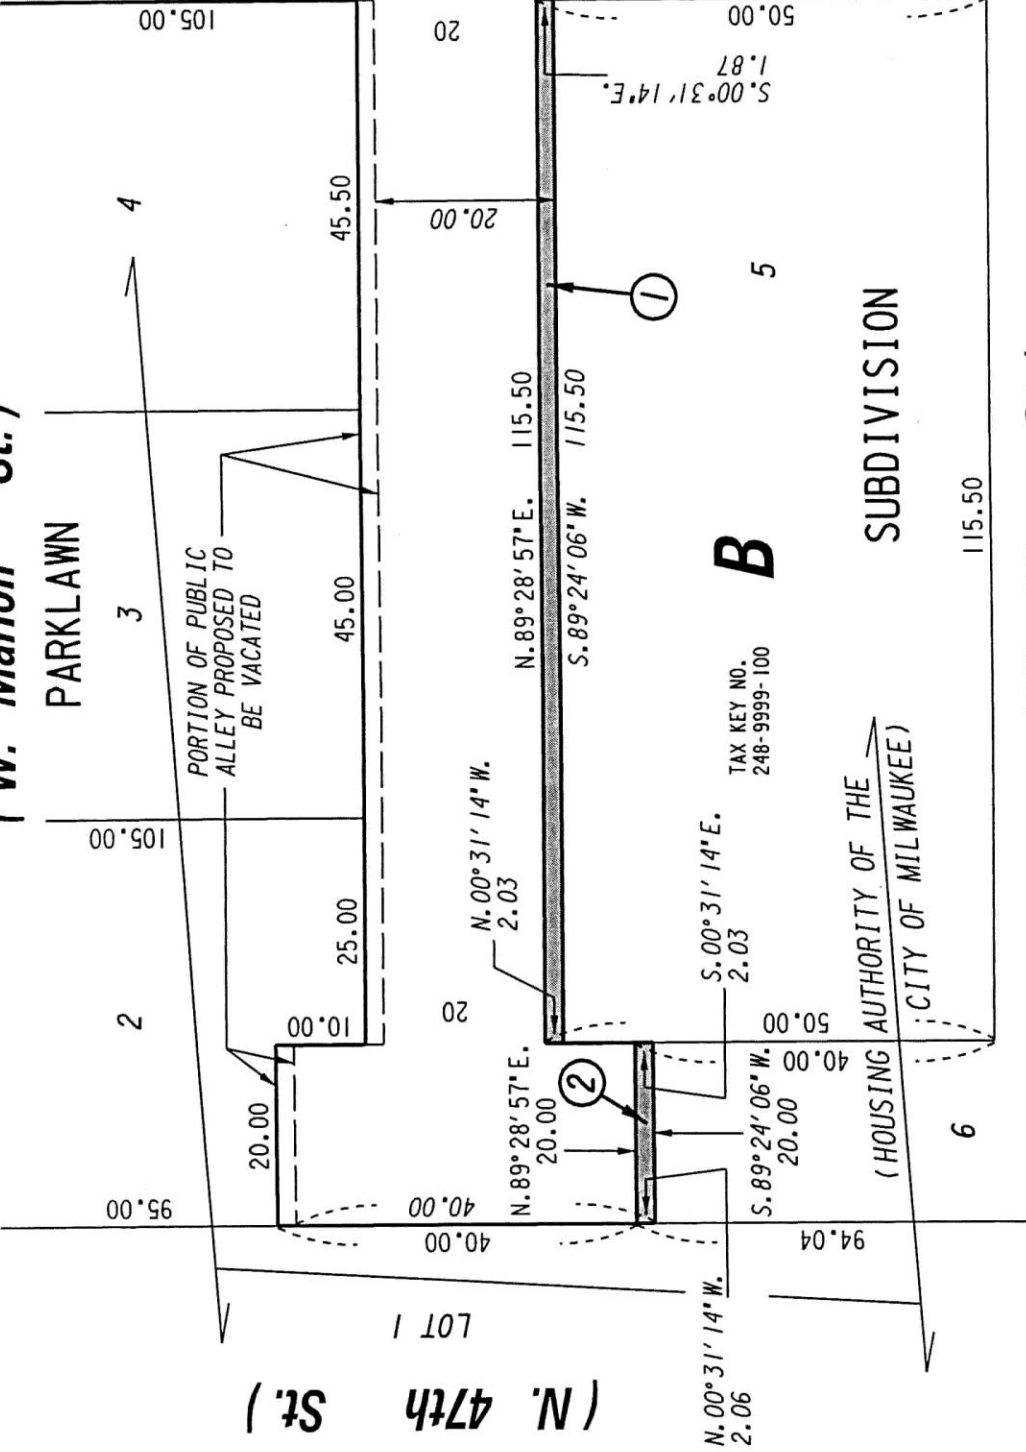 (W. Marion St.)
PARKLAWN
2
3
4
PORTION OF PUBLIC
ALLEY PROPOSED TO
BE VACATED
95.00
105.00
105.00
20.00
10.00
25.00
45.00
45.50
20
20
20.00
40.00
40.00
N.00°31'14"W.
2.03
N.89°28'57"E. 115.50
S.89°24'06"W. 115.50
S.00°31'14"E.
1.87
50.00
1
N.89°28'57"E.
20.00
2
S.89°24'06"W.
20.00
S.00°31'14"E.
2.03
N.00°31'14"W.
2.06
94.04
40.00
50.00
B
5
6
TAX KEY NO.
248-9999-100
(HOUSING AUTHORITY OF THE
CITY OF MILWAUKEE)
SUBDIVISION
115.50
LOT 1
(N. 47th St.)